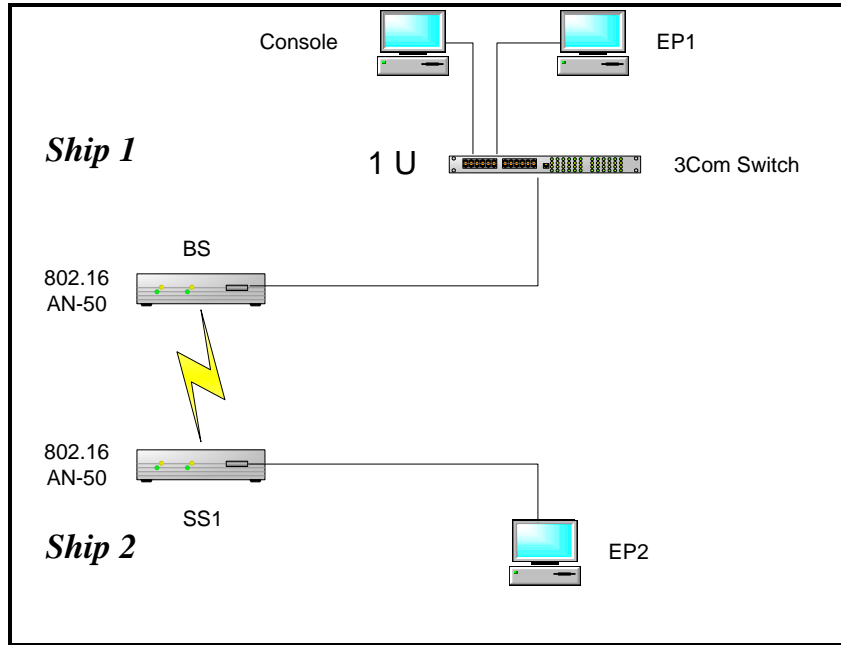 Console
EP1
Ship 1
1 U
3Com Switch
BS
802.16
AN-50
802.16
AN-50
SS1
Ship 2
EP2